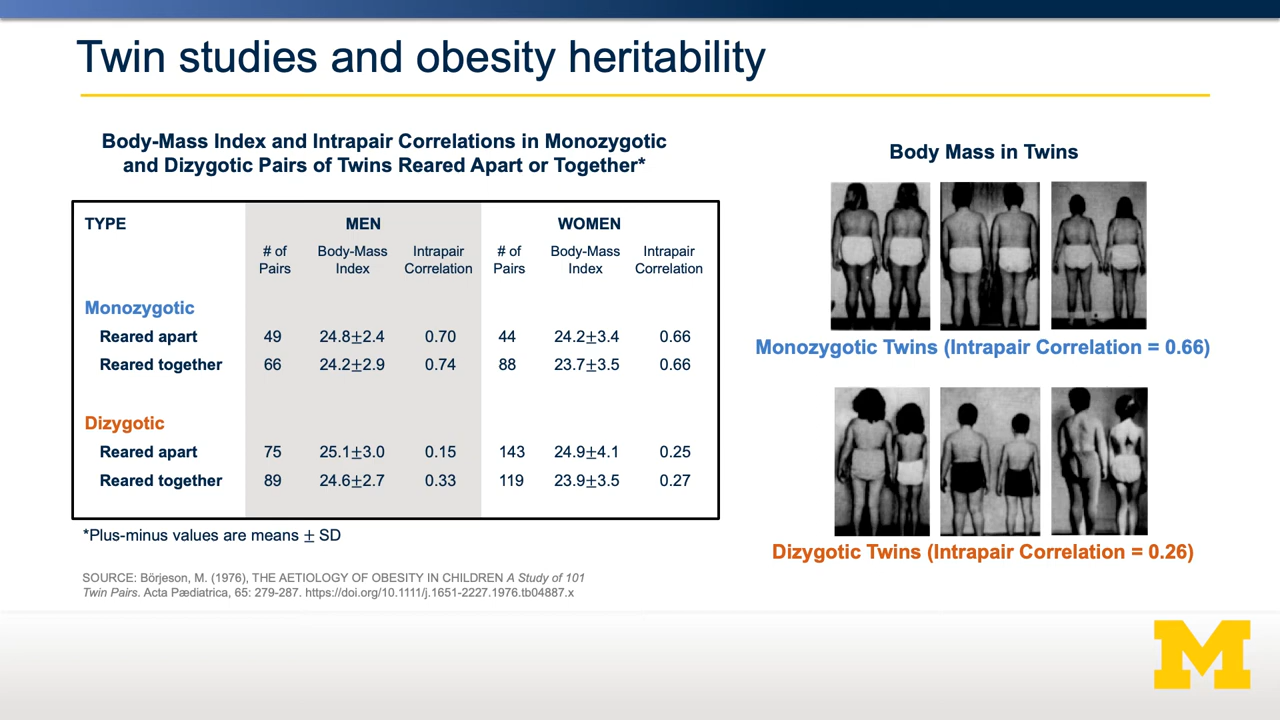 Twin studies and obesity heritability
Body-Mass Index and Intrapair Correlations in Monozygotic
and Dizygotic Pairs of Twins Reared Apart or Together*
TYPE MEN WOMEN
# of Body-Mass Intrapair # of Body-Mass Intrapair
Pairs Index Correlation Pairs Index Correlation
Monozygotic
Reared apart 49 24.8±2.4 0.70 44 24.2±3.4 0.66
Reared together 66 24.2±2.9 0.74 88 23.7±3.5 0.66
Dizygotic
Reared apart 75 25.1±3.0 0.15 143 24.9±4.1 0.25
Reared together 89 24.6±2.7 0.33 119 23.9±3.5 0.27
*Plus-minus values are means ± SD
SOURCE: Börjeson, M. (1976), THE AETIOLOGY OF OBESITY IN CHILDREN A Study of 101
Twin Pairs. Acta Pædiatrica, 65: 279-287. https://doi.org/10.1111/j.1651-2227.1976.tb04887.x
Body Mass in Twins
Monozygotic Twins (Intrapair Correlation = 0.66)
Dizygotic Twins (Intrapair Correlation = 0.26)
M